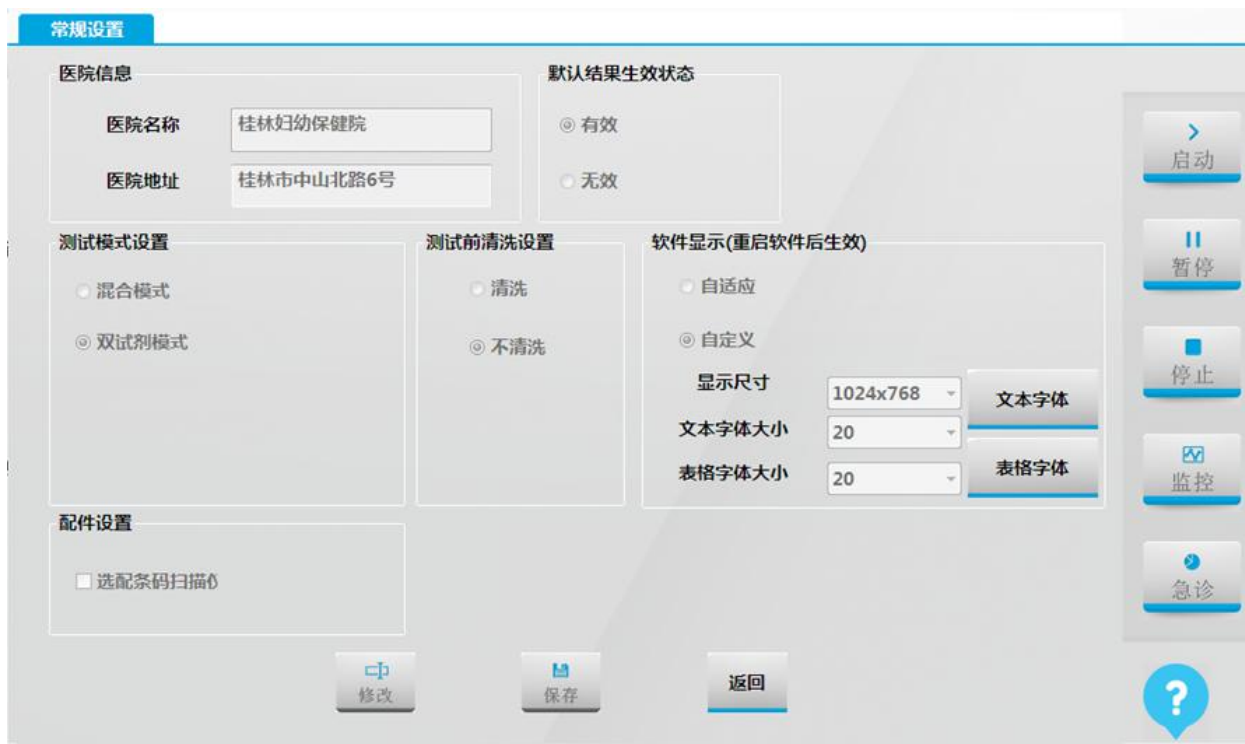 常规设置
医院信息
医院名称 桂林妇幼保健院
医院地址 桂林市中山北路6号
默认结果生效状态
有效
无效
测试模式设置
混合模式
双试剂模式
测试前清洗设置
清洗
不清洗
软件显示(重启软件后生效)
自适应
自定义
显示尺寸 1024x768
文本字体大小 20
表格字体大小 20
文本字体
表格字体
配件设置
选配条码扫描
修改
保存
返回
启动
暂停
停止
监控
急诊
?